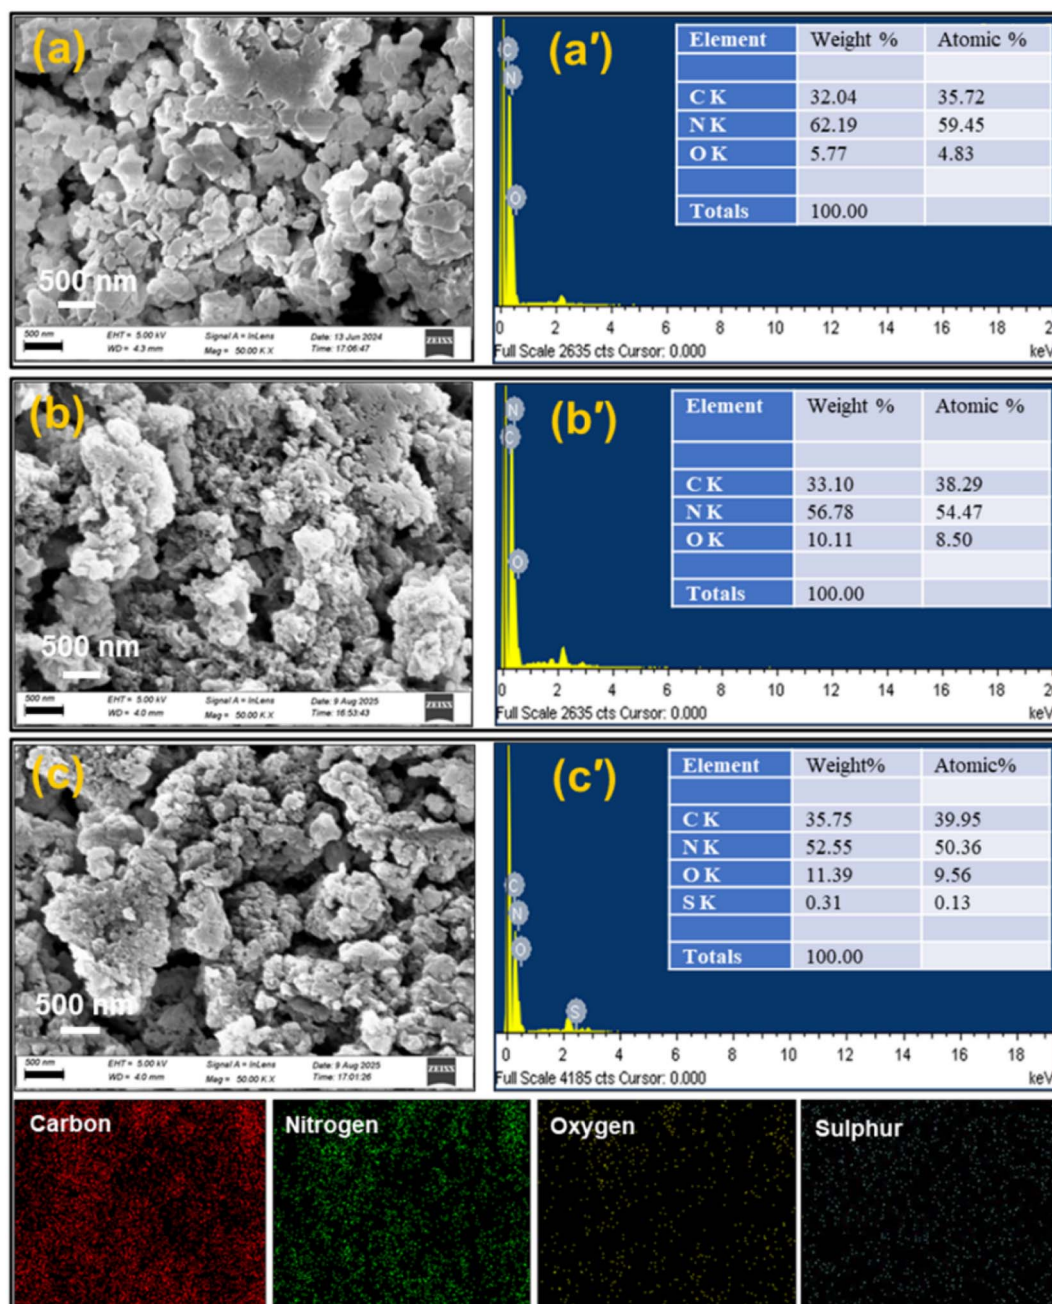 (a)
500 nm
500 nm
EHT = 5.00 kV
WD = 4.3 mm
Signal A = InLens
Mag = 50.00 K X
Date: 13 Jun 2024
Time: 17:06:47
ZEISS
(a′)
C
N
O
Element Weight % Atomic %
C K 32.04 35.72
N K 62.19 59.45
O K 5.77 4.83
Totals 100.00
0 2 4 6 8 10 12 14 16 18 2
Full Scale 2635 cts Cursor: 0.000
keV
(b)
500 nm
500 nm
EHT = 5.00 kV
WD = 4.0 mm
Signal A = InLens
Mag = 50.00 K X
Date: 9 Aug 2025
Time: 16:53:43
ZEISS
(b′)
N
C
O
Element Weight % Atomic %
C K 33.10 38.29
N K 56.78 54.47
O K 10.11 8.50
Totals 100.00
0 2 4 6 8 10 12 14 16 18 2
Full Scale 2635 cts Cursor: 0.000
keV
(c)
500 nm
500 nm
EHT = 5.00 kV
WD = 4.0 mm
Signal A = InLens
Mag = 50.00 K X
Date: 9 Aug 2025
Time: 17:01:26
ZEISS
(c′)
C
N
O
S
Element Weight% Atomic%
C K 35.75 39.95
N K 52.55 50.36
O K 11.39 9.56
S K 0.31 0.13
Totals 100.00
0 2 4 6 8 10 12 14 16 18
Full Scale 4185 cts Cursor: 0.000
keV
Carbon
Nitrogen
Oxygen
Sulphur